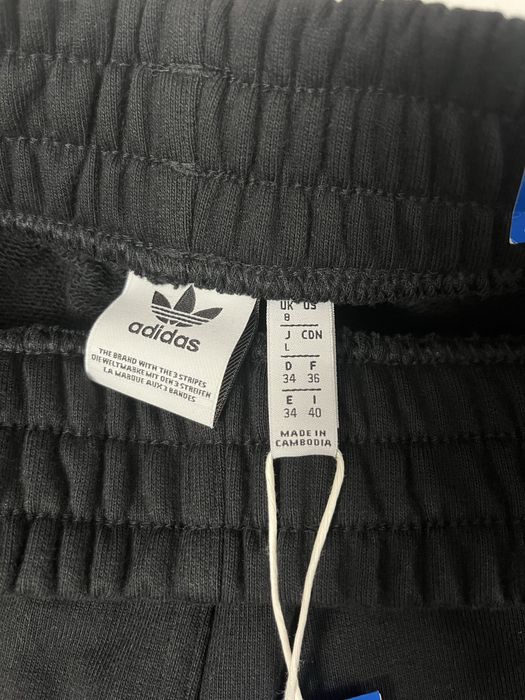 adidas
THE BRAND WITH THE 3 STRIPES
DIE WELTMARKE MIT DEN 3 STREIFEN
LA MARQUE AUX 3 BANDES
UK US
8
J CDN
L
D F
34 36
E I
34 40
MADE IN
CAMBODIA